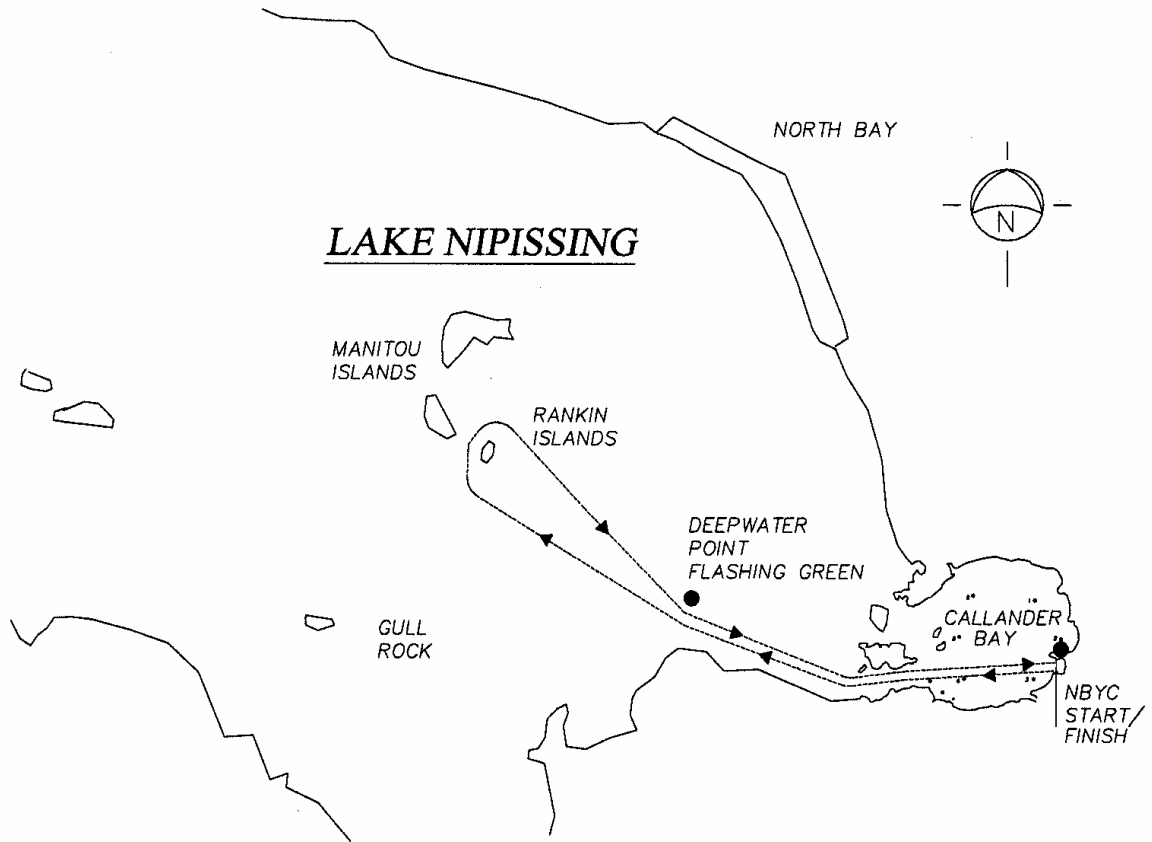 NORTH BAY
N
LAKE NIPISSING
MANITOU
ISLANDS
RANKIN
ISLANDS
DEEPWATER
POINT
FLASHING GREEN
CALLANDER
BAY
GULL
ROCK
NBYC
START/
FINISH